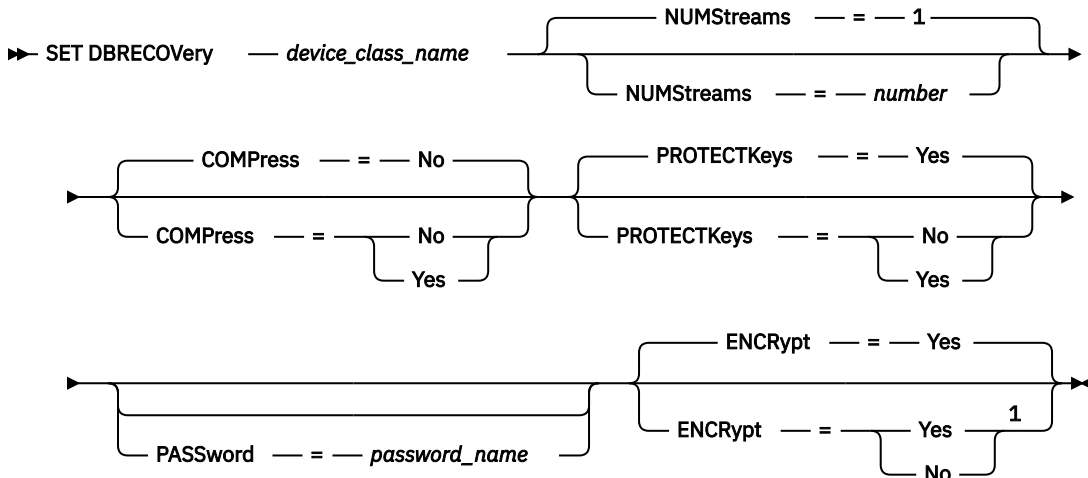 NUMStreams = 1
SET DBRECOVery device_class_name
NUMStreams = number
COMPress = No
PROTECTKeys = Yes
COMPress = No
Yes
PROTECTKeys = No
Yes
ENCRypt = Yes
PASSword = password_name
ENCRypt = Yes 1
No